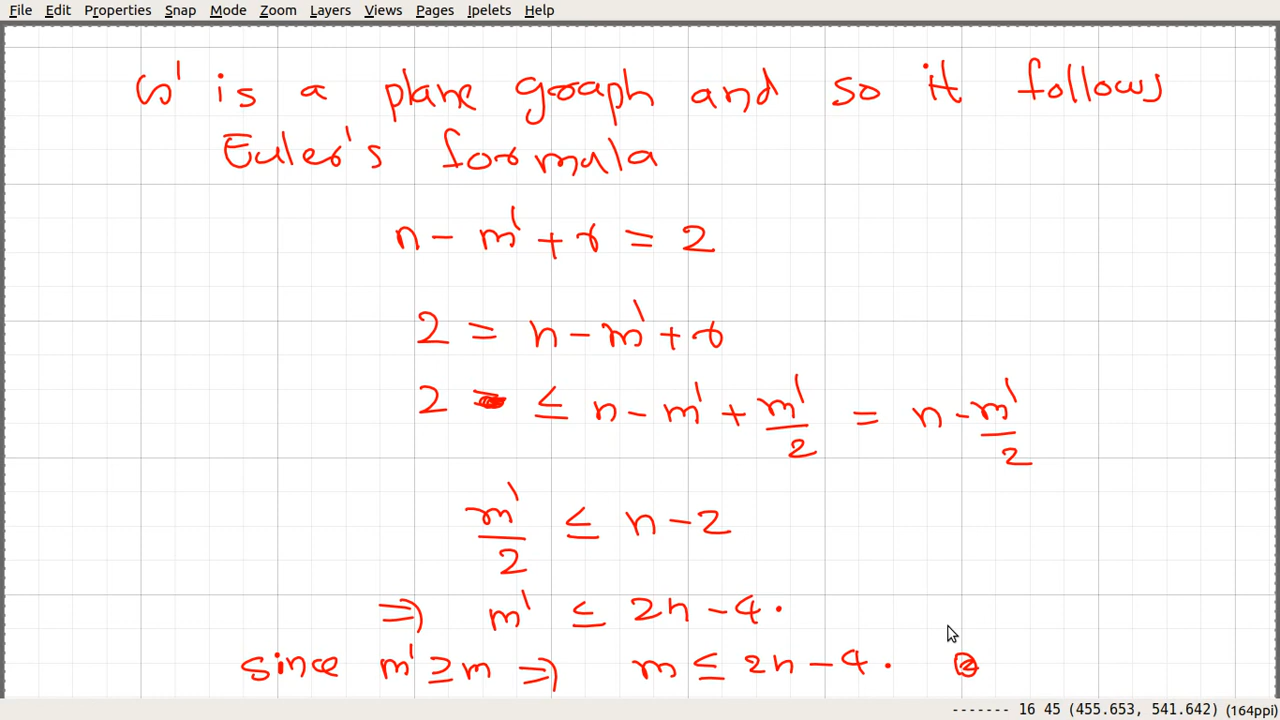 File Edit Properties Snap Mode Zoom Layers Views Pages Ipelets Help
G' is a plane graph and so it follows
Euler's formula
n - m' + r = 2
2 = n - m' + r
2 ≤ n - m' + m'/2 = n - m'/2
m'/2 ≤ n - 2
⇒ m' ≤ 2n - 4.
since m' ≥ m ⇒ m ≤ 2n - 4.
------- 16 45 (455.653, 541.642) (164ppi)